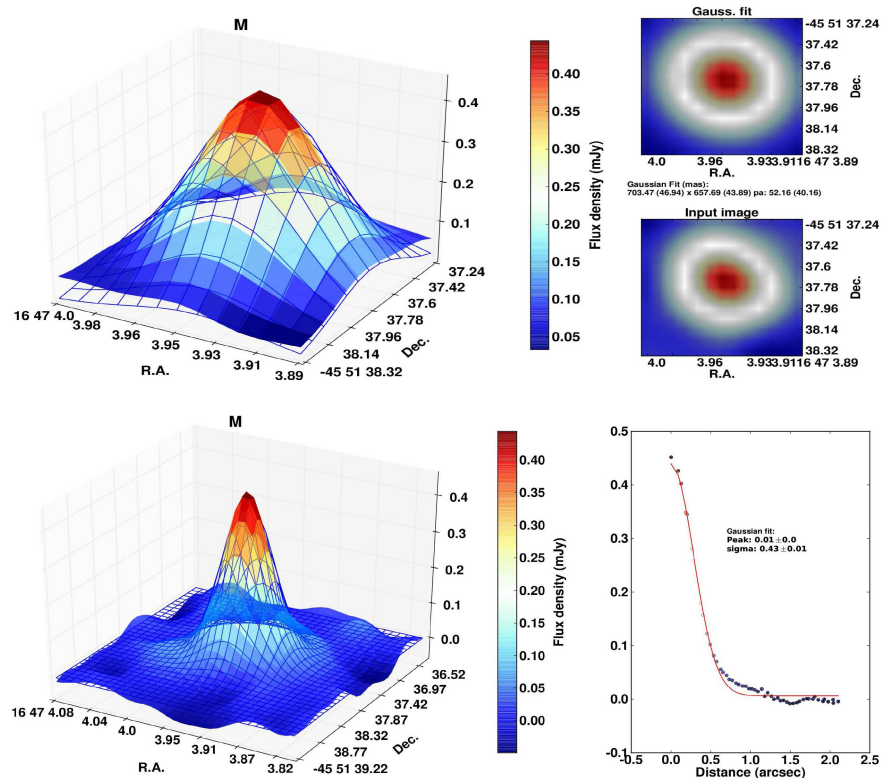 M
0.4
0.3
0.2
0.1
16 47 4.0
3.98
3.96
3.95
3.93
3.91
3.89
R.A.
37.24
37.42
37.6
37.78
37.96
38.14
-45 51 38.32
Dec.
0.40
0.35
0.30
0.25
0.20
0.15
0.10
0.05
Flux density (mJy)
Gauss. fit
-45 51 37.24
37.42
37.6
37.78
37.96
38.14
38.32
Dec.
4.0 3.96 3.93 3.91 16 47 3.89
R.A.
Gaussian Fit (mas):
703.47 (46.94) x 657.69 (43.89) pa: 52.16 (40.16)
Input image
-45 51 37.24
37.42
37.6
37.78
37.96
38.14
38.32
Dec.
4.0 3.96 3.93 3.91 16 47 3.89
R.A.
M
0.4
0.3
0.2
0.1
0.0
16 47 4.08
4.04
4.0
3.95
3.91
3.87
3.82
R.A.
36.52
36.97
37.42
37.87
38.32
38.77
-45 51 39.22
Dec.
0.40
0.35
0.30
0.25
0.20
0.15
0.10
0.05
0.00
Flux density (mJy)
0.5
0.4
0.3
0.2
0.1
0.0
-0.1
Gaussian fit:
Peak: 0.01±0.0
sigma: 0.43±0.01
-0.5 0.0 0.5 1.0 1.5 2.0 2.5
Distance (arcsec)